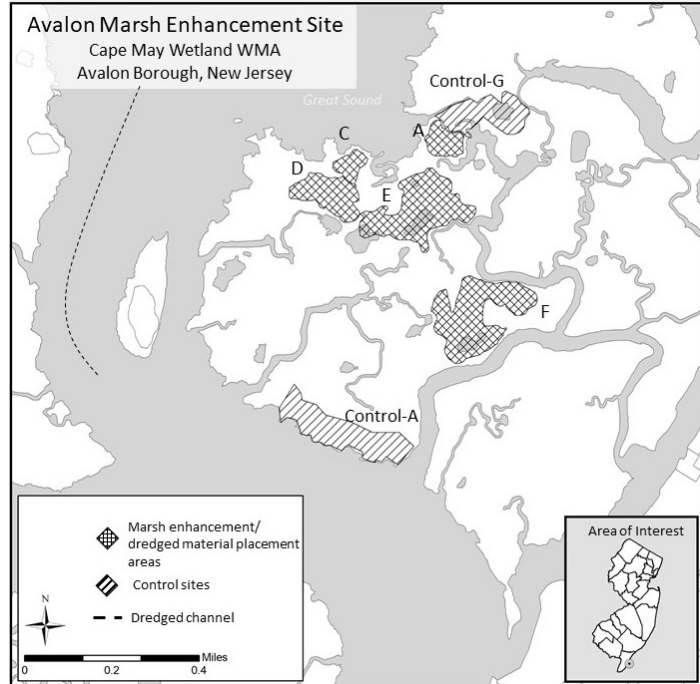 Avalon Marsh Enhancement Site
Cape May Wetland WMA
Avalon Borough, New Jersey
Great Sound
Control-G
A
C
D
E
F
Control-A
Marsh enhancement/
dredged material placement
areas
Control sites
Dredged channel
N
Miles
0 0.2 0.4
Area of Interest